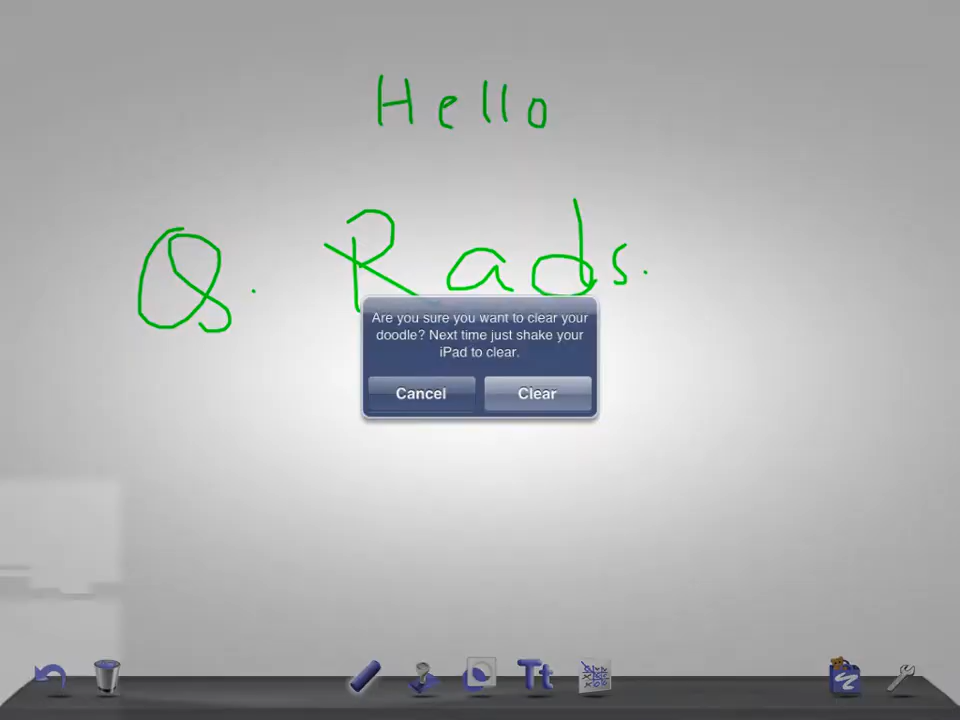 Hello
Q. Rads.
Are you sure you want to clear your
doodle? Next time just shake your
iPad to clear.
Cancel Clear
Tt